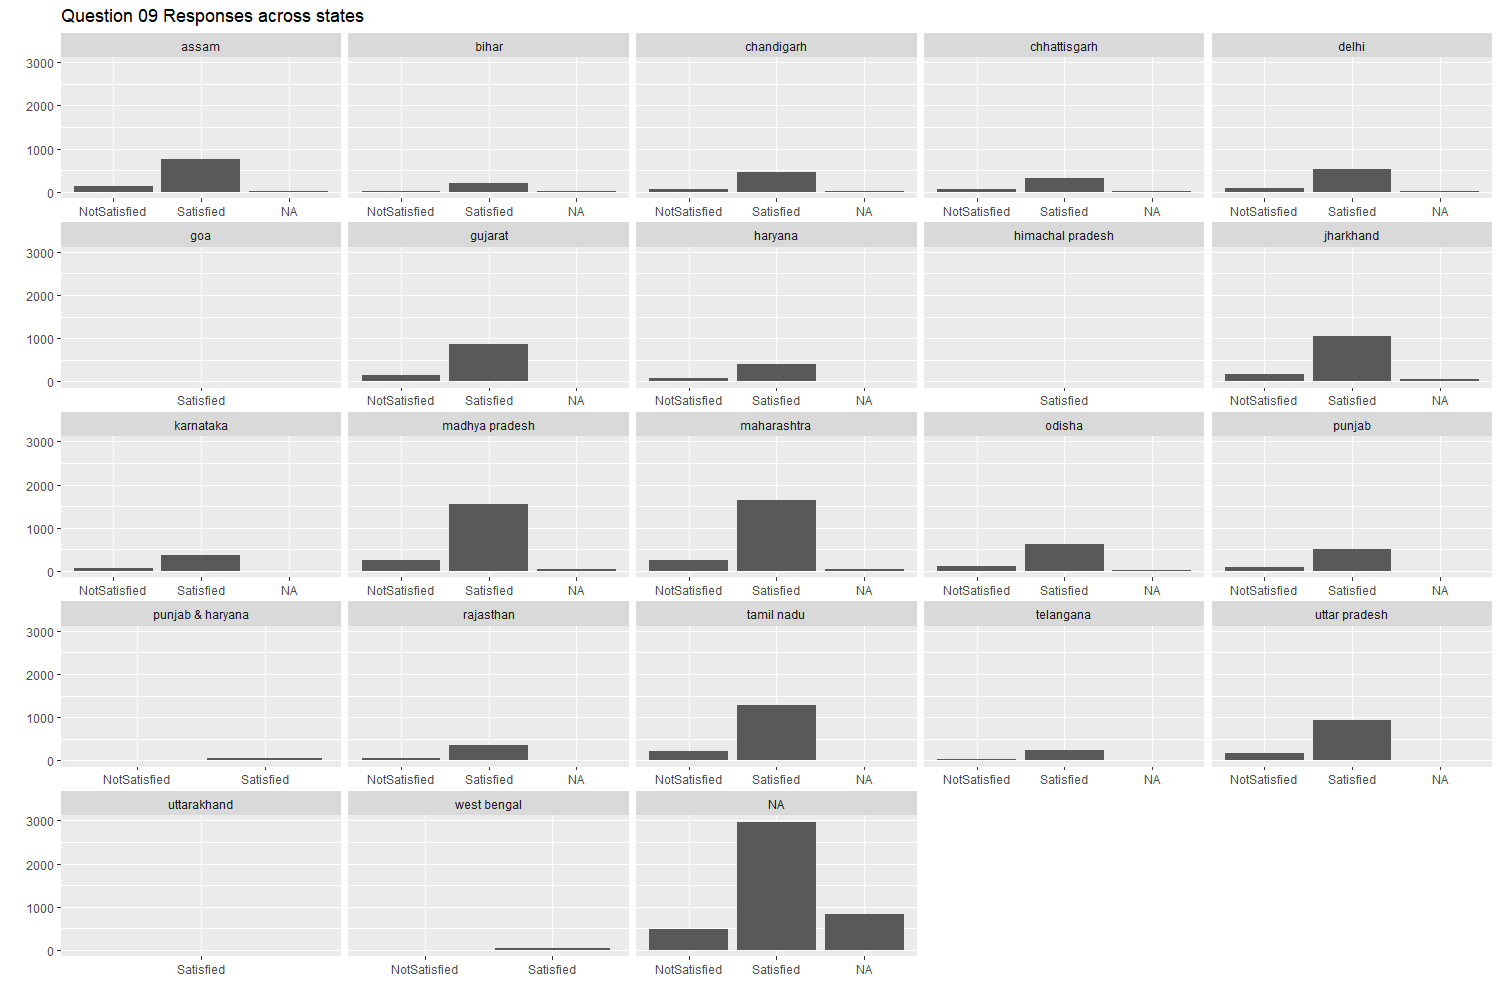 Question 09 Responses across states
assam bihar chandigarh chhattisgarh delhi
3000
2000
1000
0
NotSatisfied Satisfied NA NotSatisfied Satisfied NA NotSatisfied Satisfied NA NotSatisfied Satisfied NA NotSatisfied Satisfied NA
goa gujarat haryana himachal pradesh jharkhand
3000
2000
1000
0
Satisfied NotSatisfied Satisfied NA NotSatisfied Satisfied NA Satisfied NotSatisfied Satisfied NA
karnataka madhya pradesh maharashtra odisha punjab
3000
2000
1000
0
NotSatisfied Satisfied NA NotSatisfied Satisfied NA NotSatisfied Satisfied NA NotSatisfied Satisfied NA NotSatisfied Satisfied NA
punjab & haryana rajasthan tamil nadu telangana uttar pradesh
3000
2000
1000
0
NotSatisfied Satisfied NotSatisfied Satisfied NA NotSatisfied Satisfied NA NotSatisfied Satisfied NA NotSatisfied Satisfied NA
uttarakhand west bengal NA
3000
2000
1000
0
Satisfied NotSatisfied Satisfied NotSatisfied Satisfied NA